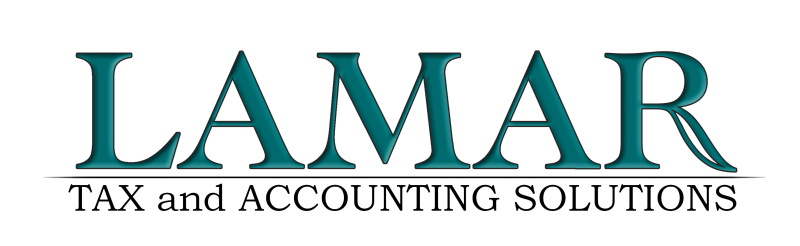 LAMAR
TAX and ACCOUNTING SOLUTIONS